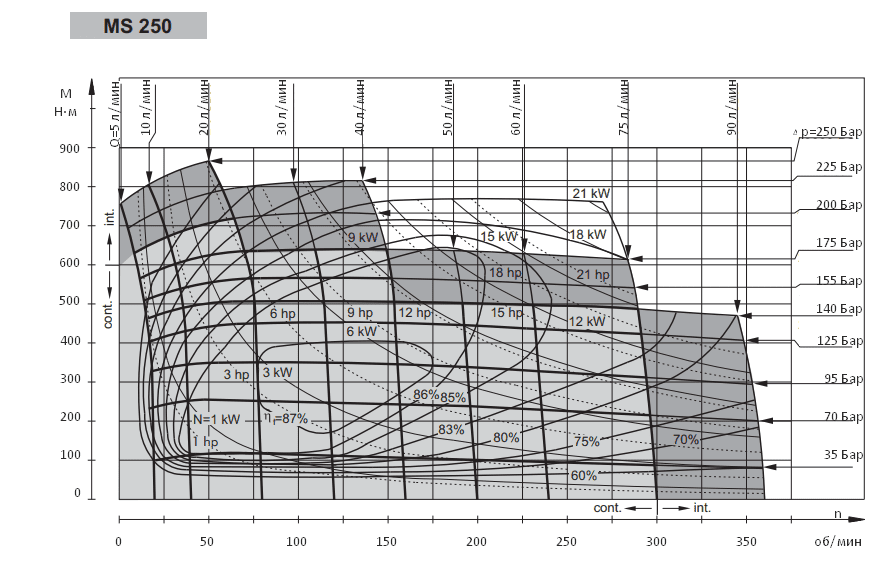 MS 250
M
Н·м
Q=5 л/мин
10 л/мин
20 л/мин
30 л/мин
40 л/мин
50 л/мин
60 л/мин
75 л/мин
90 л/мин
Δp=250 Бар
225 Бар
200 Бар
175 Бар
155 Бар
140 Бар
125 Бар
95 Бар
70 Бар
35 Бар
900
800
700
600
500
400
300
200
100
0
int.
cont.
21 kW
18 kW
15 kW
9 kW
18 hp
21 hp
6 hp
9 hp
12 hp
15 hp
12 kW
6 kW
3 hp
3 kW
86%
85%
N=1 kW
1 hp
ηt=87%
83%
80%
75%
70%
60%
cont.
int.
n
0
50
100
150
200
250
300
350
об/мин